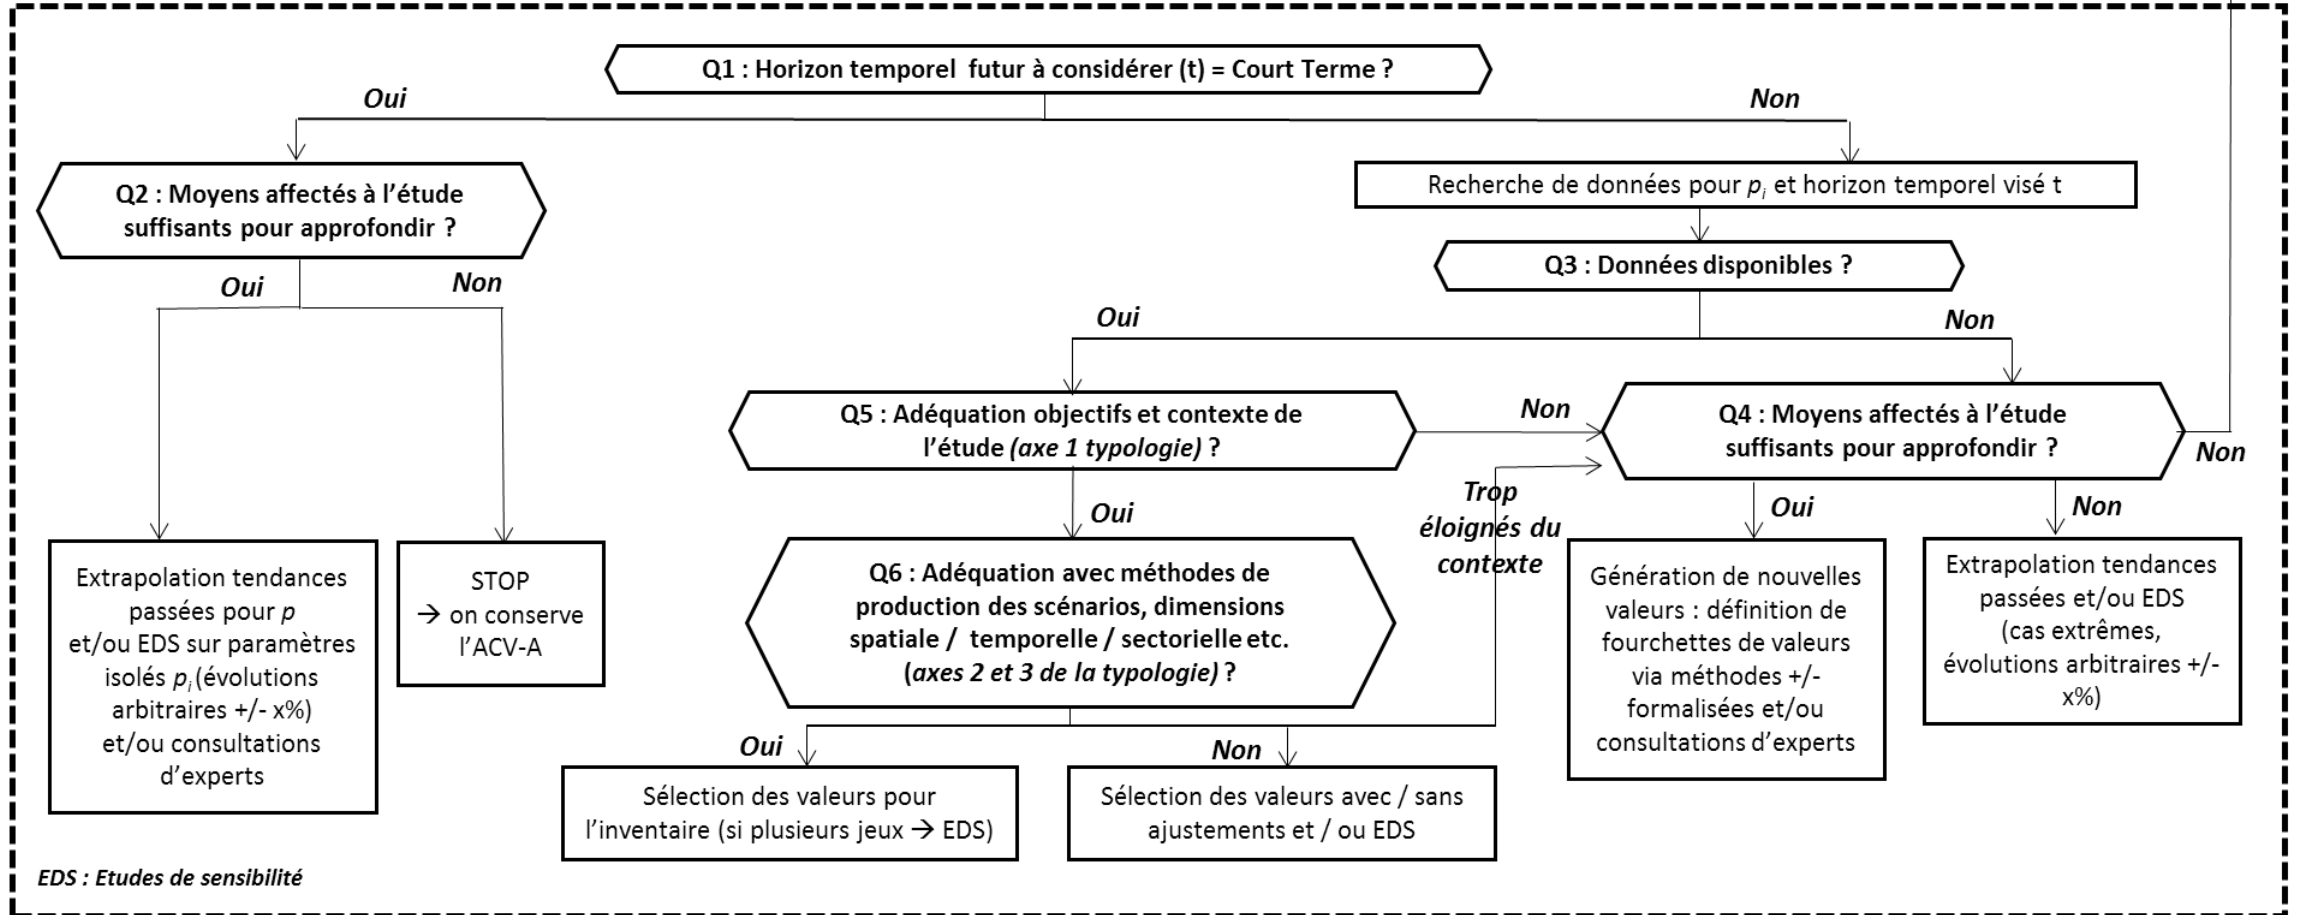 Q1 : Horizon temporel futur à considérer (t) = Court Terme ?
Oui
Non
Q2 : Moyens affectés à l'étude
suffisants pour approfondir ?
Recherche de données pour pi et horizon temporel visé t
Q3 : Données disponibles ?
Oui
Non
Oui
Non
Q5 : Adéquation objectifs et contexte de
l'étude (axe 1 typologie) ?
Non
Q4 : Moyens affectés à l'étude
suffisants pour approfondir ?
Non
Oui
Trop
éloignés du
contexte
Oui
Non
Extrapolation tendances
passées pour p
et/ou EDS sur paramètres
isolés pi (évolutions
arbitraires +/- x%)
et/ou consultations
d'experts
STOP
→ on conserve
l'ACV-A
Q6 : Adéquation avec méthodes de
production des scénarios, dimensions
spatiale / temporelle / sectorielle etc.
(axes 2 et 3 de la typologie) ?
Génération de nouvelles
valeurs : définition de
fourchettes de valeurs
via méthodes +/-
formalisées et/ou
consultations d'experts
Extrapolation tendances
passées et/ou EDS
(cas extrêmes,
évolutions arbitraires +/-
x%)
Oui
Non
Sélection des valeurs pour
l'inventaire (si plusieurs jeux → EDS)
Sélection des valeurs avec / sans
ajustements et / ou EDS
EDS : Etudes de sensibilité